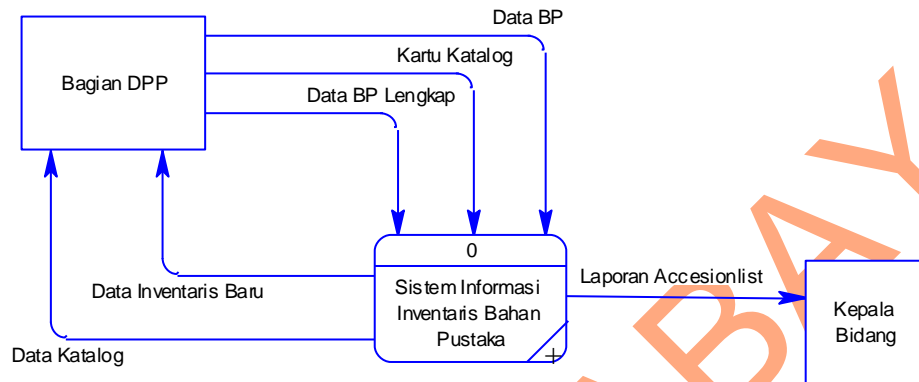 Data BP
Kartu Katalog
Bagian DPP
Data BP Lengkap
0
Sistem Informasi
Inventaris Bahan
Pustaka
Laporan Accesionlist
Data Inventaris Baru
Kepala
Bidang
Data Katalog
ABAY